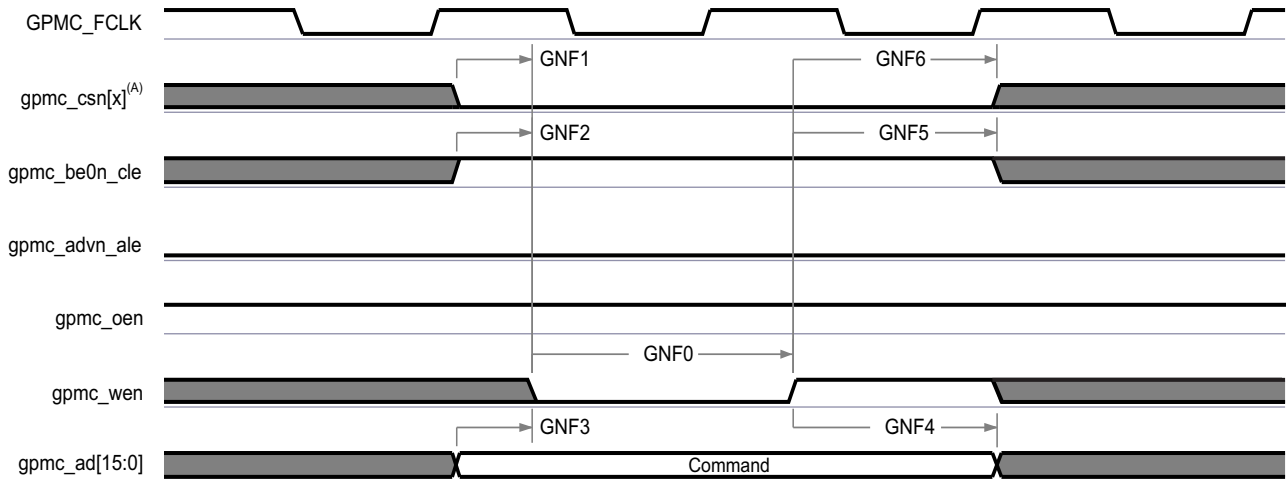 GPMC_FCLK
GNF1
GNF6
gpmc_csn[x](A)
GNF2
GNF5
gpmc_be0n_cle
gpmc_advn_ale
gpmc_oen
GNF0
gpmc_wen
GNF3
GNF4
gpmc_ad[15:0]
Command